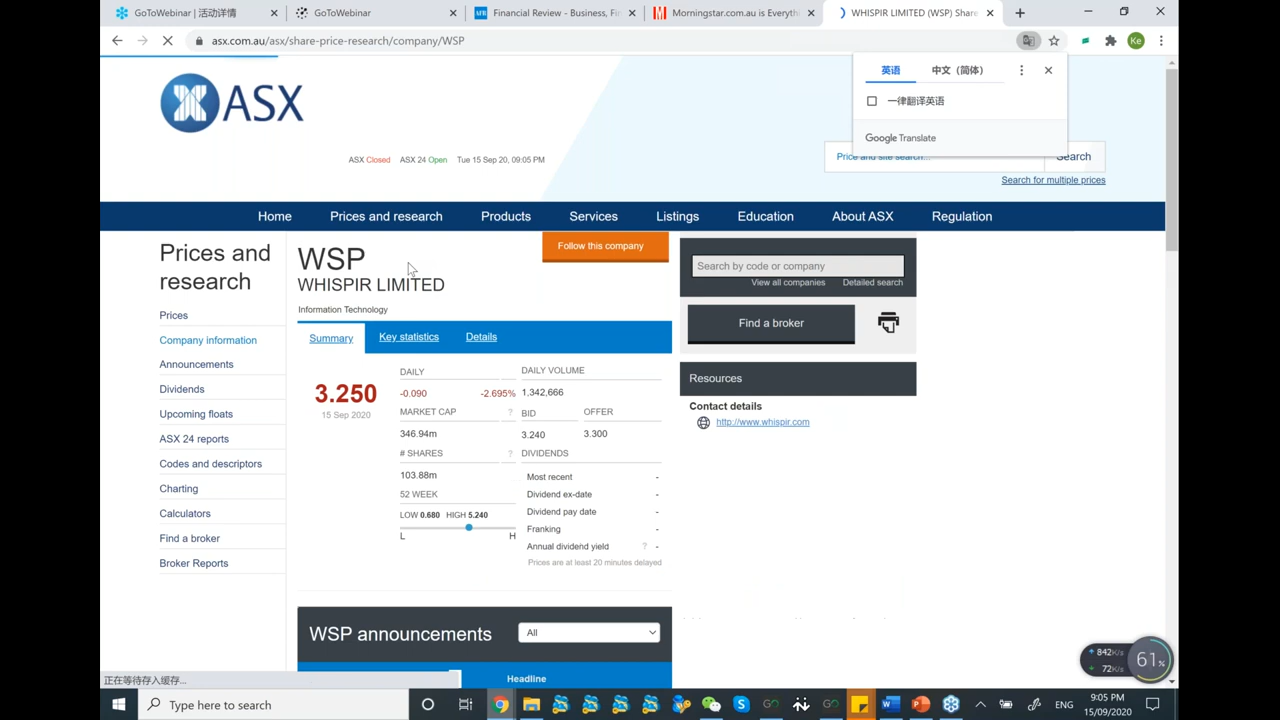 GoToWebinar | 活动详情
GoToWebinar
AFR Financial Review - Business, Fin
Morningstar.com.au is Everythi
WHISPIR LIMITED (WSP) Share
asx.com.au/asx/share-price-research/company/WSP
Ke
英语
中文（简体）
一律翻译英语
Google Translate
ASX
ASX Closed ASX 24 Open Tue 15 Sep 20, 09:05 PM
Price and site search...
Search
Search for multiple prices
Home
Prices and research
Products
Services
Listings
Education
About ASX
Regulation
Prices and
research
Prices
Company information
Announcements
Dividends
Upcoming floats
ASX 24 reports
Codes and descriptors
Charting
Calculators
Find a broker
Broker Reports
WSP
WHISPIR LIMITED
Follow this company
Information Technology
Summary
Key statistics
Details
3.250
15 Sep 2020
DAILY
-0.090 -2.695%
MARKET CAP ?
346.94m
# SHARES ?
103.88m
52 WEEK
LOW 0.680 HIGH 5.240
L H
DAILY VOLUME
1,342,666
BID OFFER
3.240 3.300
DIVIDENDS
Most recent -
Dividend ex-date -
Dividend pay date -
Franking -
Annual dividend yield ? -
Prices are at least 20 minutes delayed
WSP announcements
All
Headline
Search by code or company
View all companies
Detailed search
Find a broker
Resources
Contact details
http://www.whispir.com
842K/s
72K/s
61%
正在等待存入缓存...
Type here to search
ENG
9:05 PM
15/09/2020